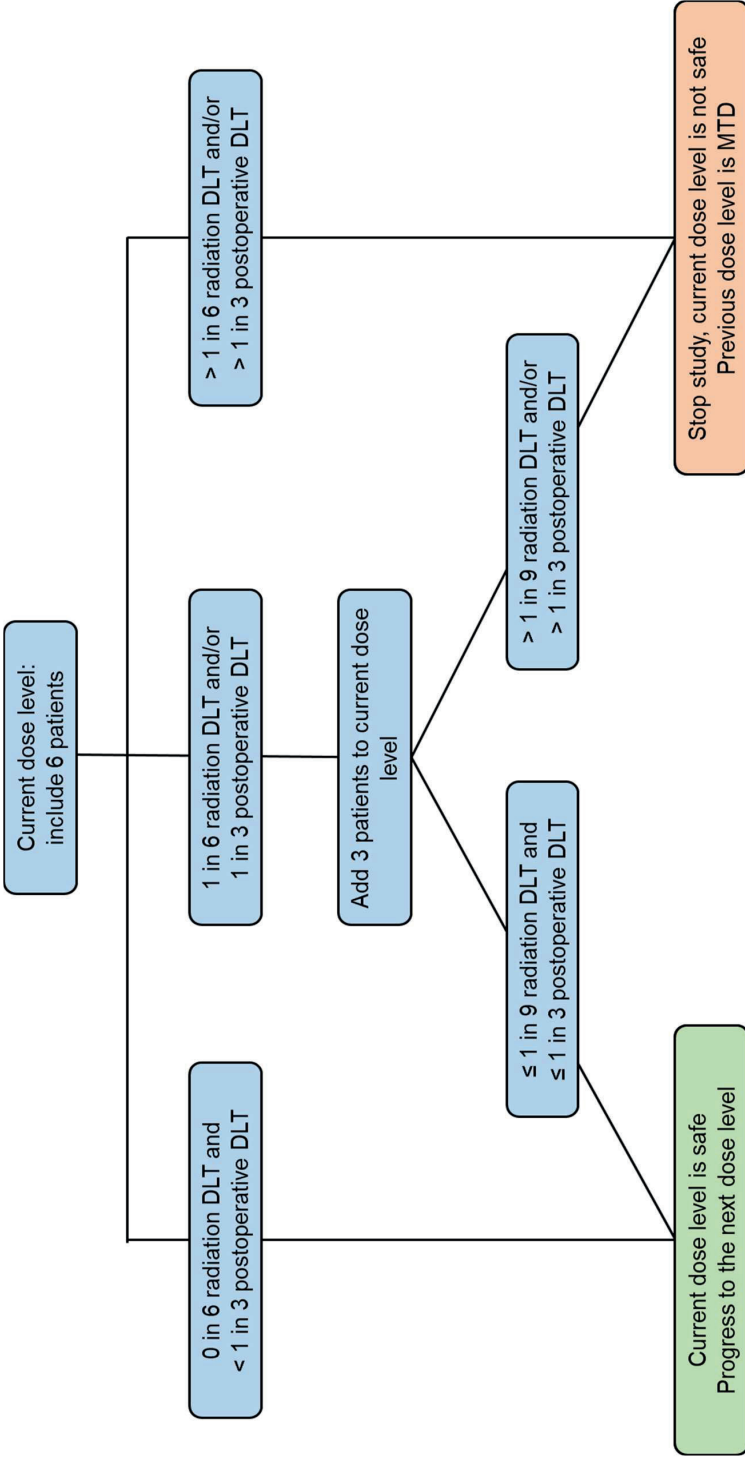 Current dose level:
include 6 patients
0 in 6 radiation DLT and
< 1 in 3 postoperative DLT
1 in 6 radiation DLT and/or
1 in 3 postoperative DLT
> 1 in 6 radiation DLT and/or
> 1 in 3 postoperative DLT
Add 3 patients to current dose
level
≤ 1 in 9 radiation DLT and
≤ 1 in 3 postoperative DLT
> 1 in 9 radiation DLT and/or
> 1 in 3 postoperative DLT
Current dose level is safe
Progress to the next dose level
Stop study, current dose level is not safe
Previous dose level is MTD